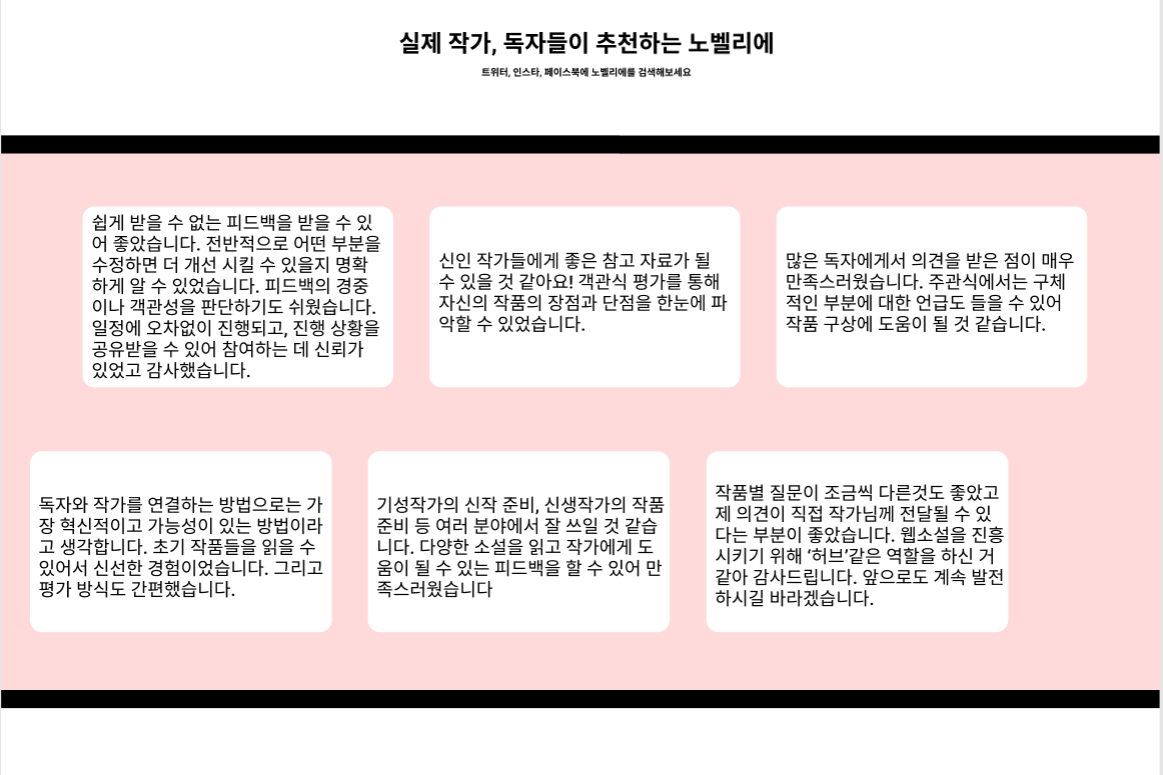 실제 작가, 독자들이 추천하는 노벨리에
트위터, 인스타, 페이스북에 노벨리에를 검색해보세요
쉽게 받을 수 없는 피드백을 받을 수 있
어 좋았습니다. 전반적으로 어떤 부분을
수정하면 더 개선 시킬 수 있을지 명확
하게 알 수 있었습니다. 피드백의 경중
이나 객관성을 판단하기도 쉬웠습니다.
일정에 오차없이 진행되고, 진행 상황을
공유받을 수 있어 참여하는 데 신뢰가
있었고 감사했습니다.
신인 작가들에게 좋은 참고 자료가 될
수 있을 것 같아요! 객관식 평가를 통해
자신의 작품의 장점과 단점을 한눈에 파
악할 수 있었습니다.
많은 독자에게서 의견을 받은 점이 매우
만족스러웠습니다. 주관식에서는 구체
적인 부분에 대한 언급도 들을 수 있어
작품 구상에 도움이 될 것 같습니다.
독자와 작가를 연결하는 방법으로는 가
장 혁신적이고 가능성이 있는 방법이라
고 생각합니다. 초기 작품들을 읽을 수
있어서 신선한 경험이었습니다. 그리고
평가 방식도 간편했습니다.
기성작가의 신작 준비, 신생작가의 작품
준비 등 여러 분야에서 잘 쓰일 것 같습
니다. 다양한 소설을 읽고 작가에게 도
움이 될 수 있는 피드백을 할 수 있어 만
족스러웠습니다
작품별 질문이 조금씩 다른것도 좋았고
제 의견이 직접 작가님께 전달될 수 있
다는 부분이 좋았습니다. 웹소설을 진흥
시키기 위해 ‘허브’같은 역할을 하신 거
같아 감사드립니다. 앞으로도 계속 발전
하시길 바라겠습니다.